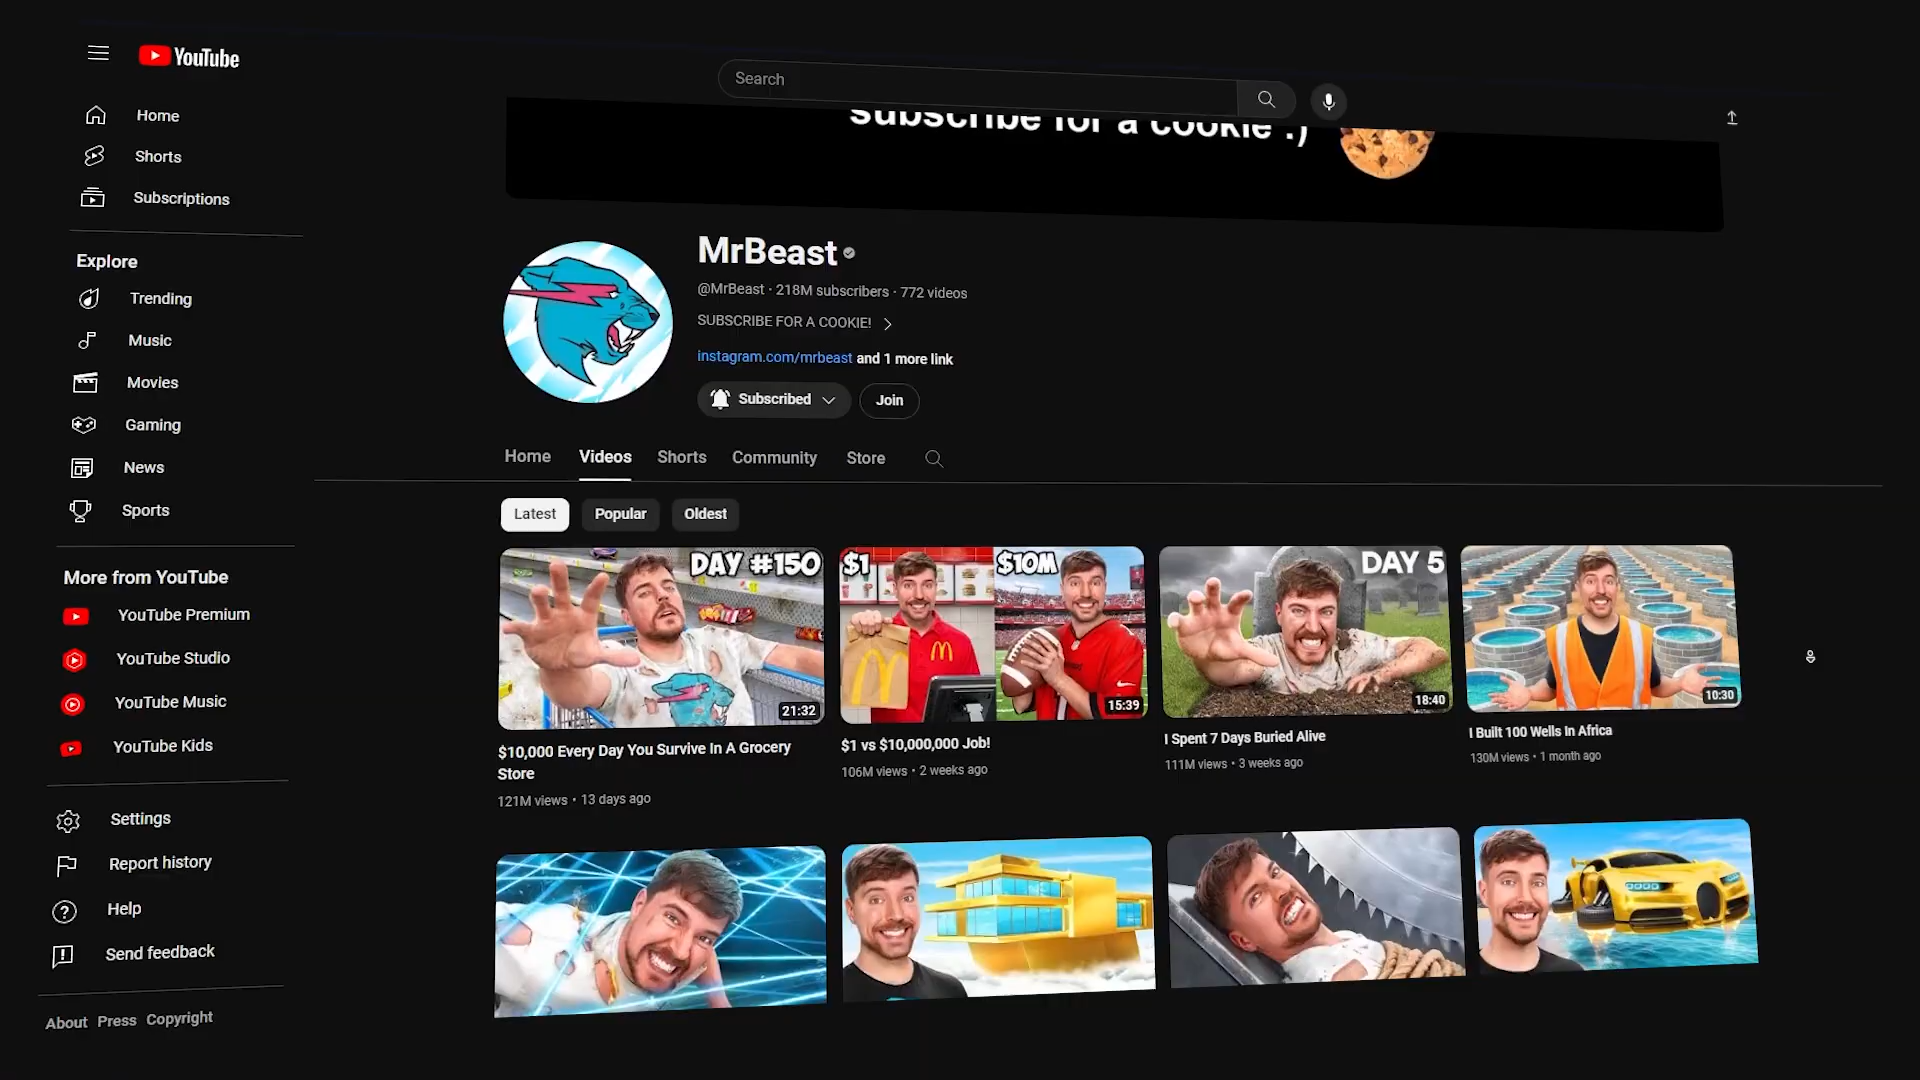 YouTube
Search
Home
Shorts
Subscriptions
Explore
Trending
Music
Movies
Gaming
News
Sports
More from YouTube
YouTube Premium
YouTube Studio
YouTube Music
YouTube Kids
Settings
Report history
Help
Send feedback
About Press Copyright
Subscribe for a cookie :)
MrBeast
@MrBeast · 218M subscribers · 772 videos
SUBSCRIBE FOR A COOKIE!
instagram.com/mrbeast and 1 more link
Subscribed Join
Home Videos Shorts Community Store
Latest Popular Oldest
DAY #150
21:32
$10,000 Every Day You Survive In A Grocery
Store
121M views • 13 days ago
$1 $10M
15:39
$1 vs $10,000,000 Job!
106M views • 2 weeks ago
DAY 5
18:40
I Spent 7 Days Buried Alive
111M views • 3 weeks ago
10:30
I Built 100 Wells In Africa
130M views • 1 month ago